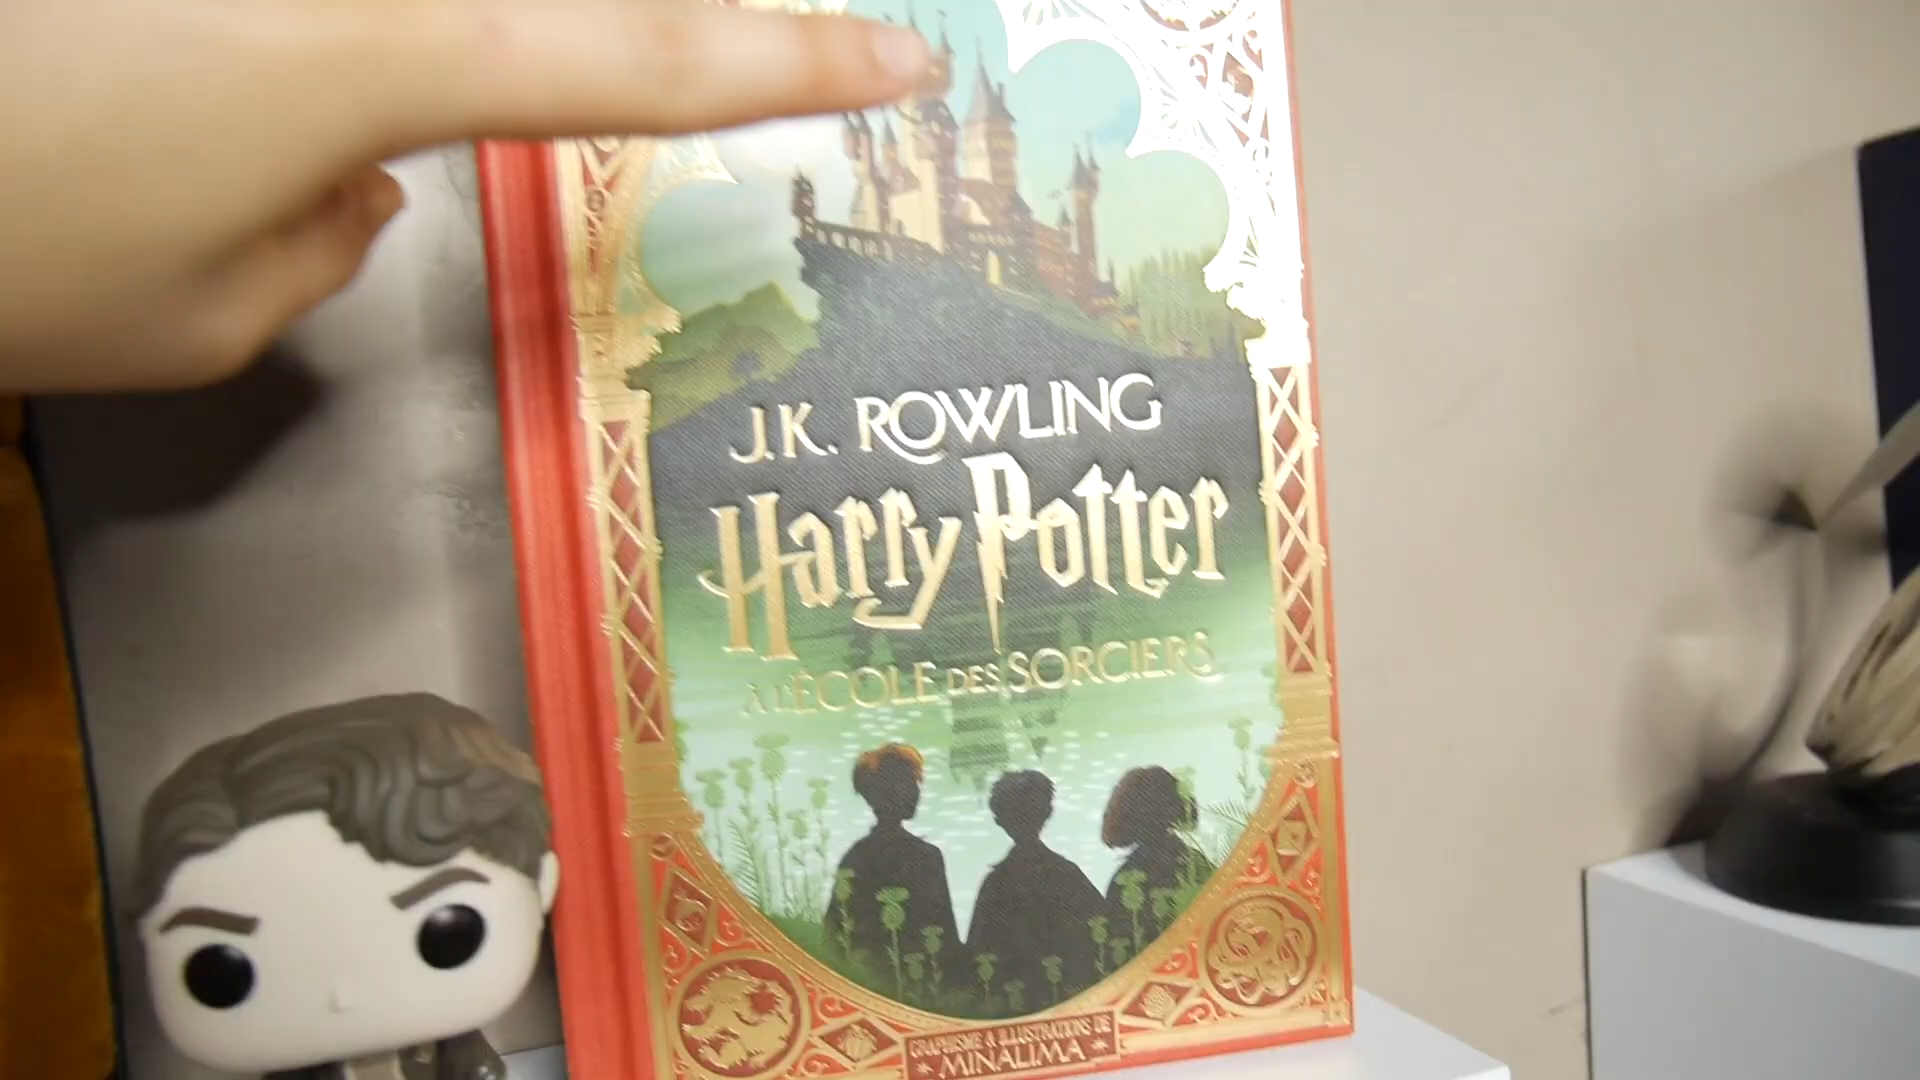 J.K. ROWLING
Harry Potter
À L'ÉCOLE DES SORCIERS
GRAPHISME & ILLUSTRATIONS DE
MINALIMA